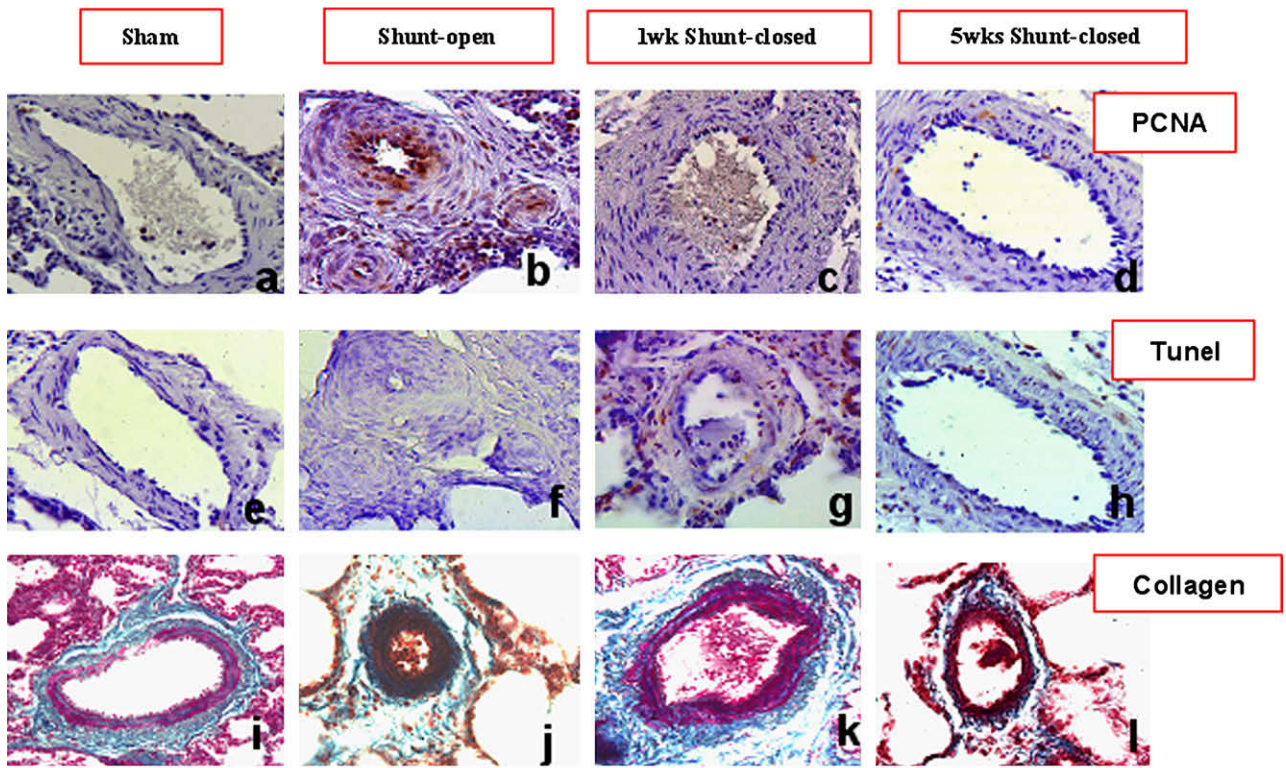 Sham
Shunt-open
1wk Shunt-closed
5wks Shunt-closed
PCNA
a
b
c
d
Tunel
e
f
g
h
Collagen
i
j
k
l